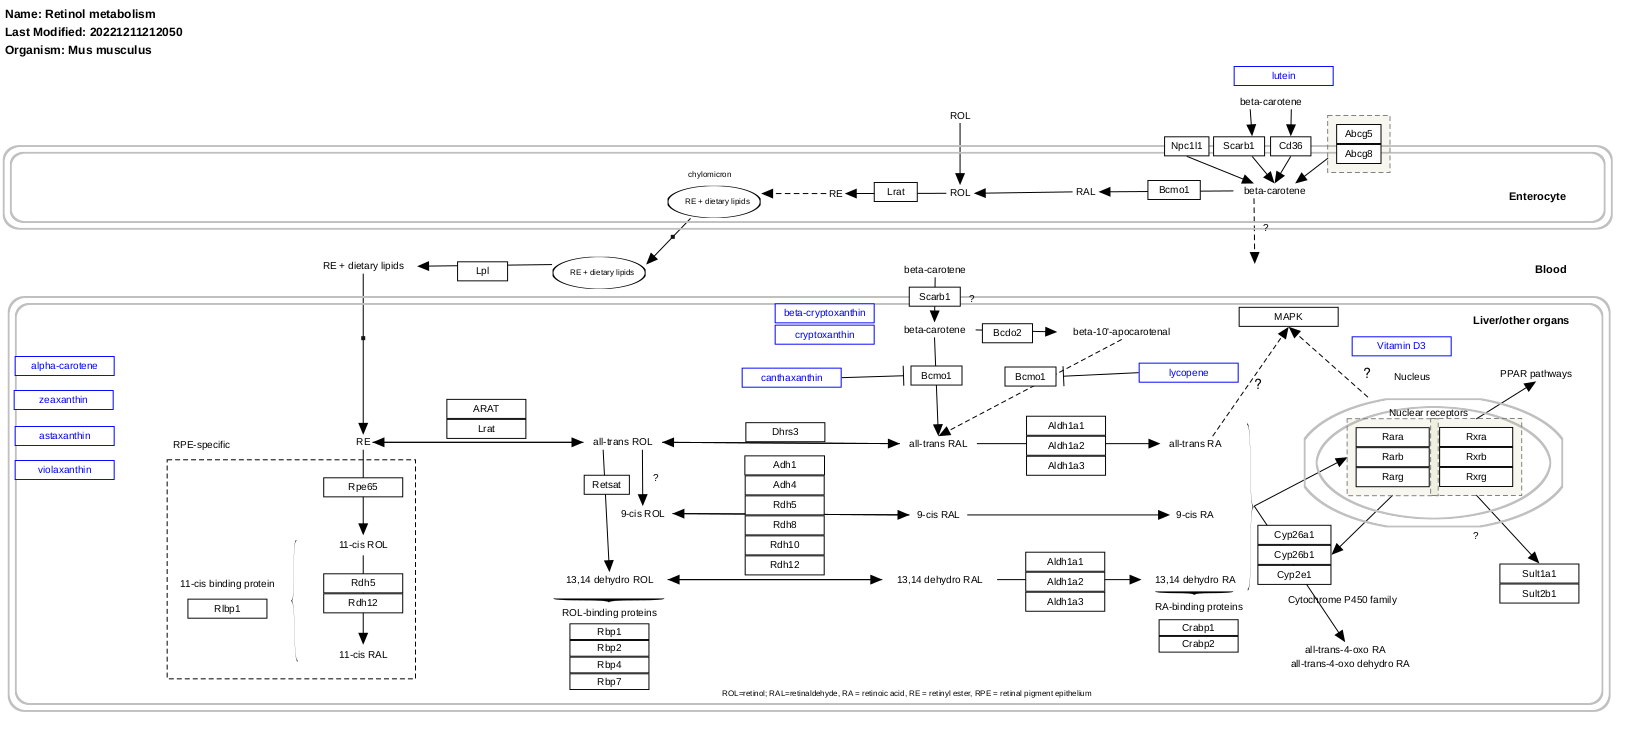 Name: Retinol metabolism
Last Modified: 20221211212050
Organism: Mus musculus
lutein
beta-carotene
ROL
Abcg5
Npc1l1
Scarb1
Cd36
Abcg8
chylomicron
RE + dietary lipids
RE
Lrat
ROL
RAL
Bcmo1
beta-carotene
Enterocyte
?
RE + dietary lipids
Lpl
RE + dietary lipids
beta-carotene
Blood
Scarb1
?
beta-cryptoxanthin
cryptoxanthin
beta-carotene
Bcdo2
beta-10'-apocarotenal
MAPK
Liver/other organs
Vitamin D3
alpha-carotene
zeaxanthin
astaxanthin
violaxanthin
canthaxanthin
Bcmo1
Bcmo1
lycopene
?
?
Nucleus
PPAR pathways
Nuclear receptors
Rara
Rarb
Rarg
Rxra
Rxrb
Rxrg
ARAT
Lrat
RPE-specific
RE
all-trans ROL
Dhrs3
all-trans RAL
Aldh1a1
Aldh1a2
Aldh1a3
all-trans RA
Adh1
Adh4
Rdh5
Rdh8
Rdh10
Rdh12
Rpe65
Retsat
?
9-cis ROL
9-cis RAL
9-cis RA
11-cis ROL
Cyp26a1
Cyp26b1
Cyp2e1
?
11-cis binding protein
Rlbp1
Rdh5
Rdh12
11-cis RAL
13,14 dehydro ROL
13,14 dehydro RAL
Aldh1a1
Aldh1a2
Aldh1a3
13,14 dehydro RA
Sult1a1
Sult2b1
Cytochrome P450 family
ROL-binding proteins
Rbp1
Rbp2
Rbp4
Rbp7
RA-binding proteins
Crabp1
Crabp2
all-trans-4-oxo RA
all-trans-4-oxo dehydro RA
ROL=retinol; RAL=retinaldehyde, RA = retinoic acid, RE = retinyl ester, RPE = retinal pigment epithelium